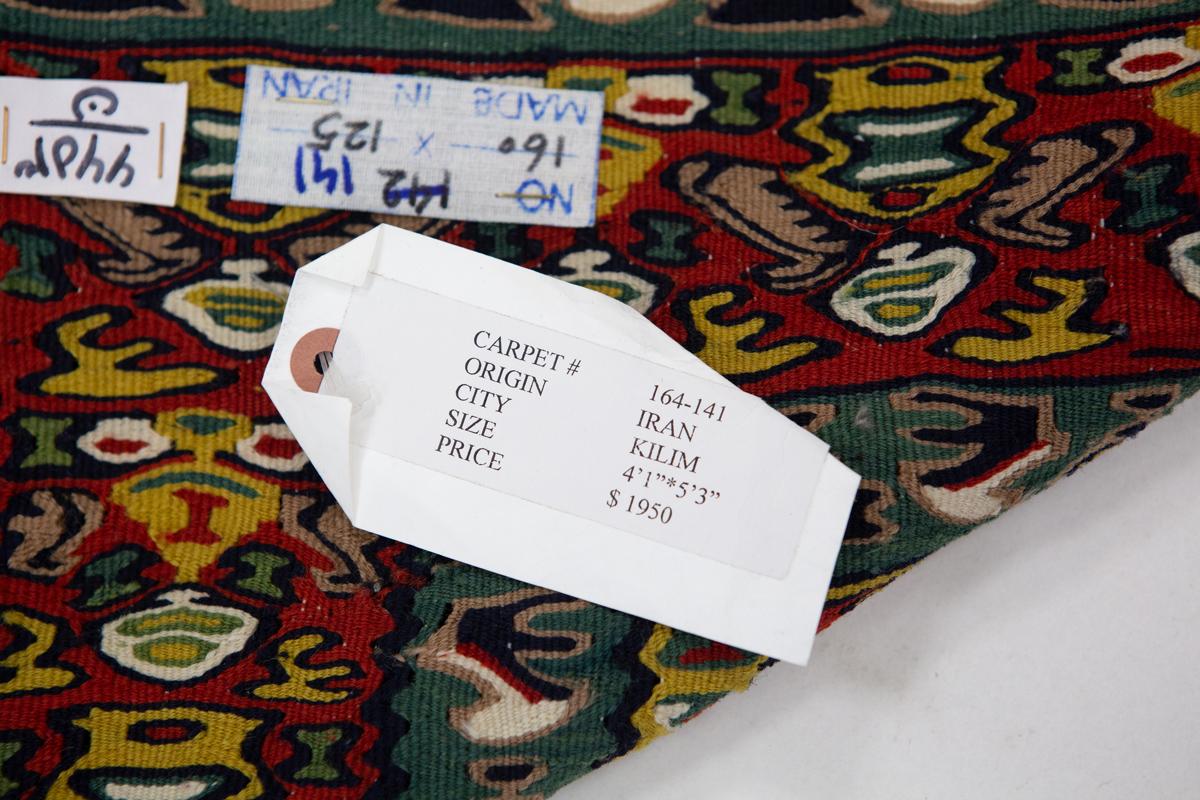 NO 142 141
160 X 125
MADE IN IRAN
CARPET # 164-141
ORIGIN IRAN
CITY KILIM
SIZE 4’1”*5’3”
PRICE $ 1950